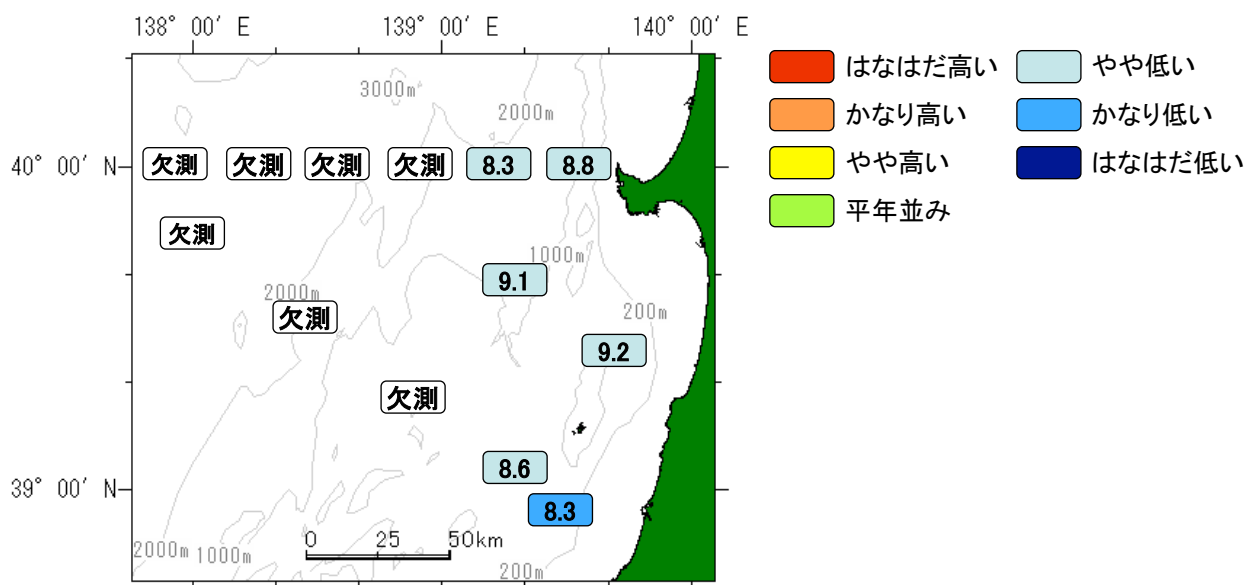 138° 00′ E 139° 00′ E 140° 00′ E
はなはだ高い やや低い
かなり高い かなり低い
やや高い はなはだ低い
平年並み
3000m
2000m
40° 00′ N
欠測 欠測 欠測 欠測 8.3 8.8
欠測
1000m
9.1
2000m
200m
欠測
9.2
欠測
8.6
39° 00′ N
8.3
0 25 50km
2000m 1000m
200m